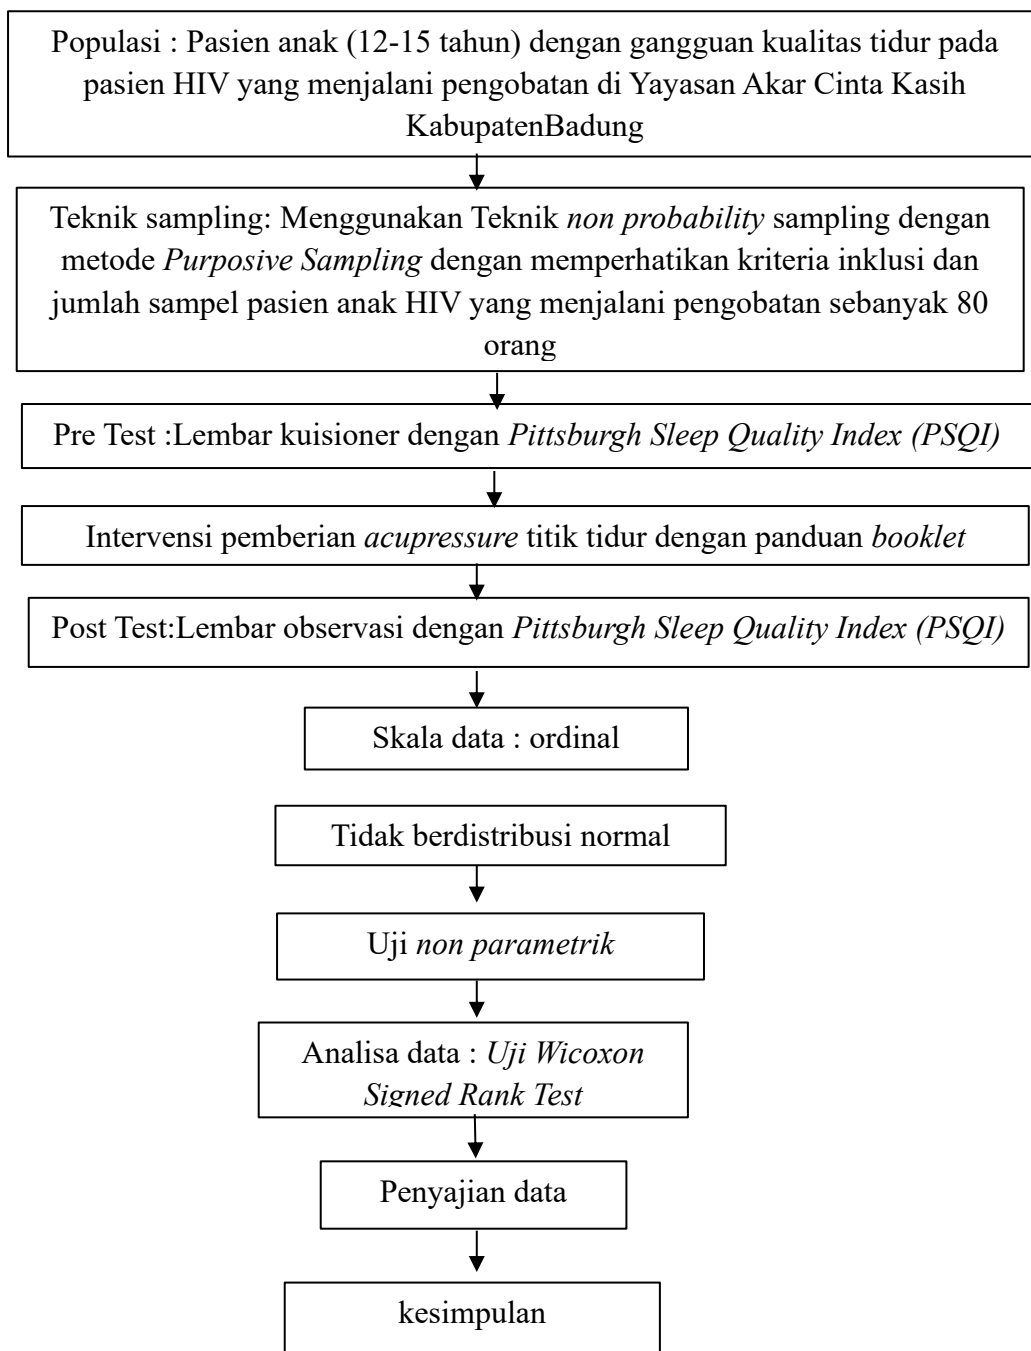 Populasi : Pasien anak (12-15 tahun) dengan gangguan kualitas tidur pada
pasien HIV yang menjalani pengobatan di Yayasan Akar Cinta Kasih
KabupatenBadung
Teknik sampling: Menggunakan Teknik non probability sampling dengan
metode Purposive Sampling dengan memperhatikan kriteria inklusi dan
jumlah sampel pasien anak HIV yang menjalani pengobatan sebanyak 80
orang
Pre Test :Lembar kuisioner dengan Pittsburgh Sleep Quality Index (PSQI)
Intervensi pemberian acupressure titik tidur dengan panduan booklet
Post Test:Lembar observasi dengan Pittsburgh Sleep Quality Index (PSQI)
Skala data : ordinal
Tidak berdistribusi normal
Uji non parametrik
Analisa data : Uji Wicoxon
Signed Rank Test
Penyajian data
kesimpulan